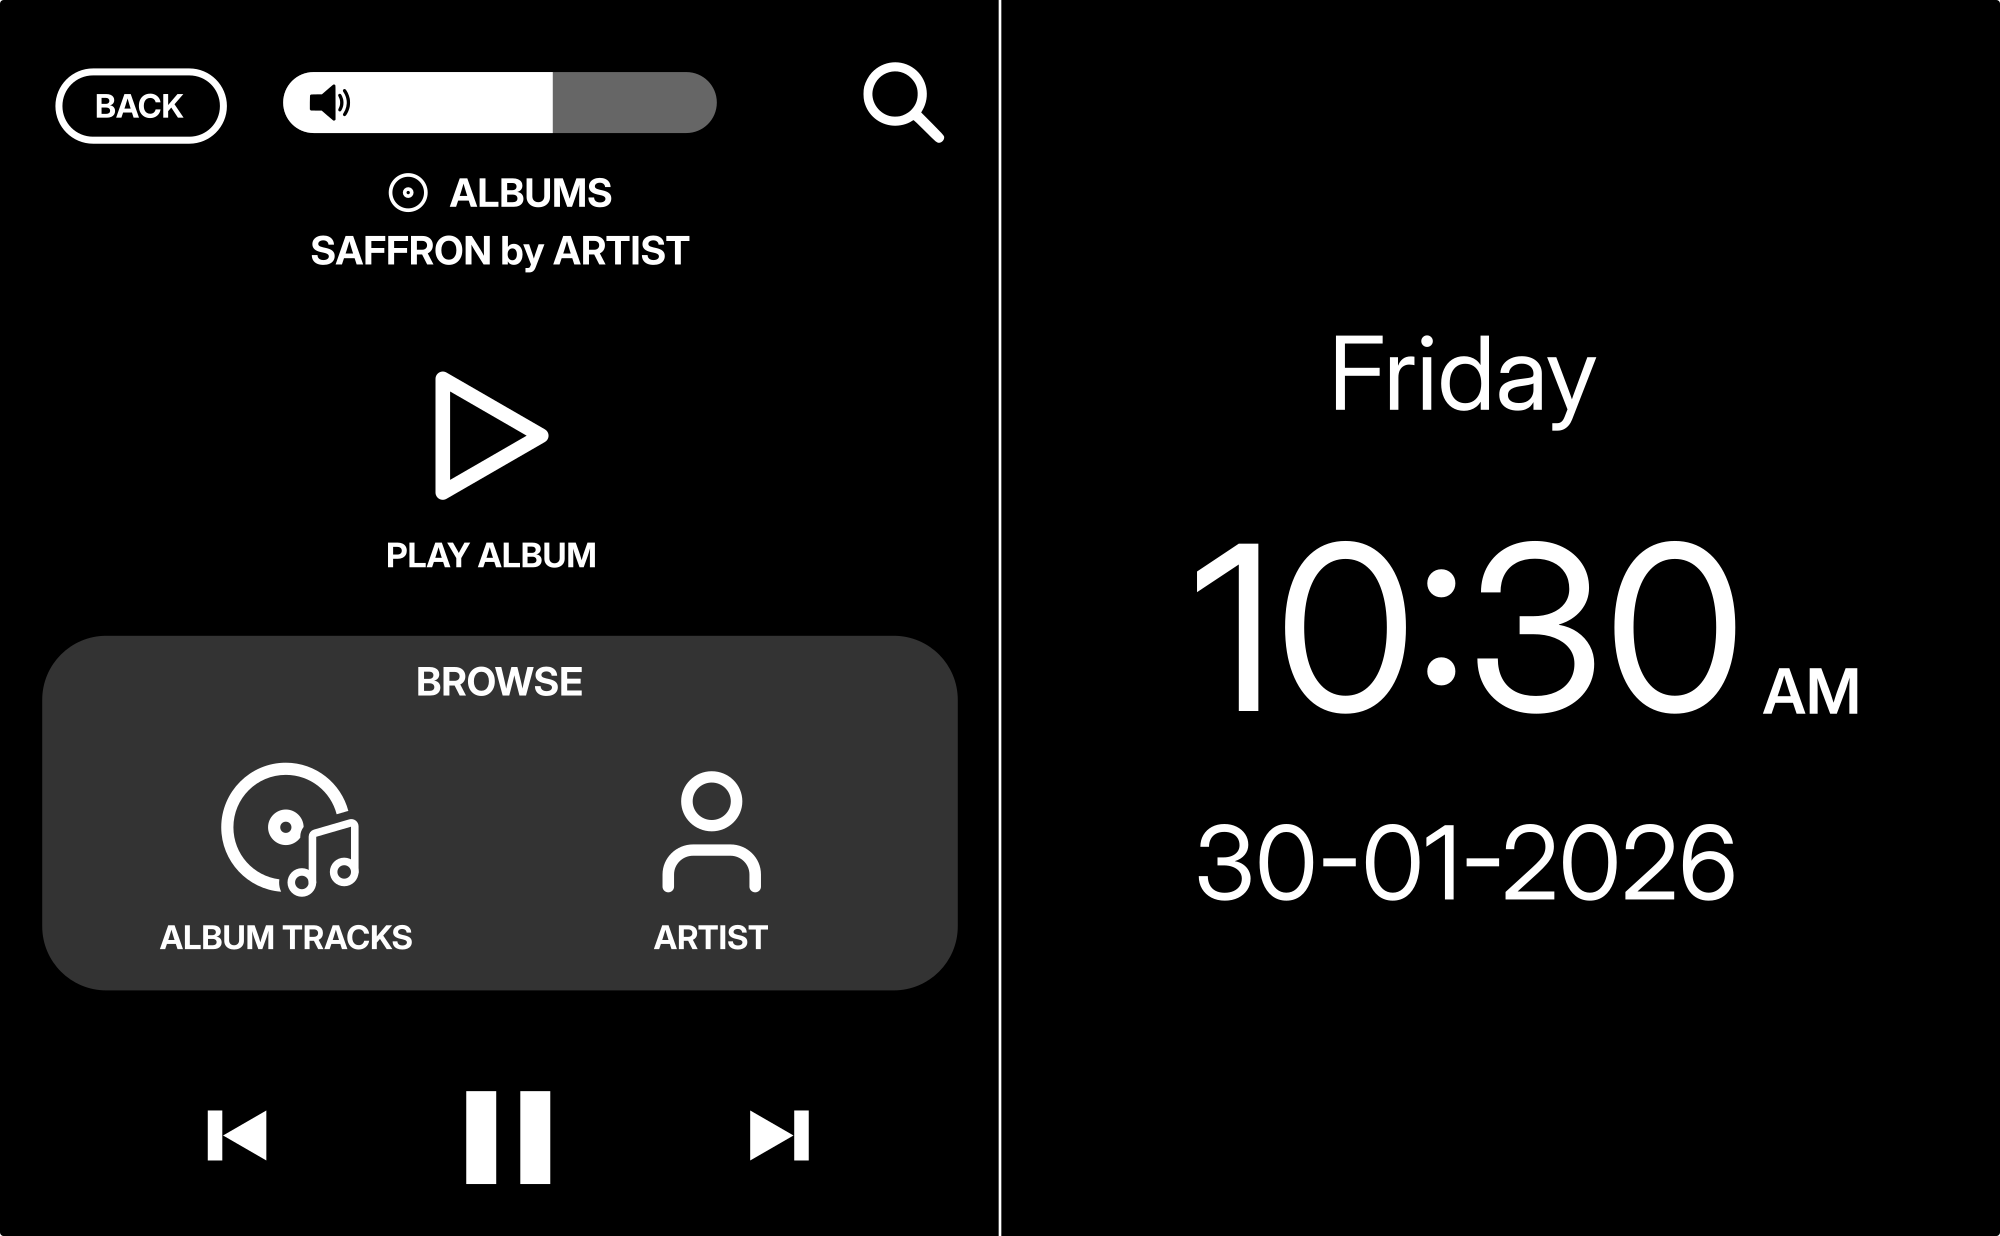 BACK
ALBUMS
SAFFRON by ARTIST
PLAY ALBUM
BROWSE
ALBUM TRACKS
ARTIST
Friday
10:30 AM
30-01-2026